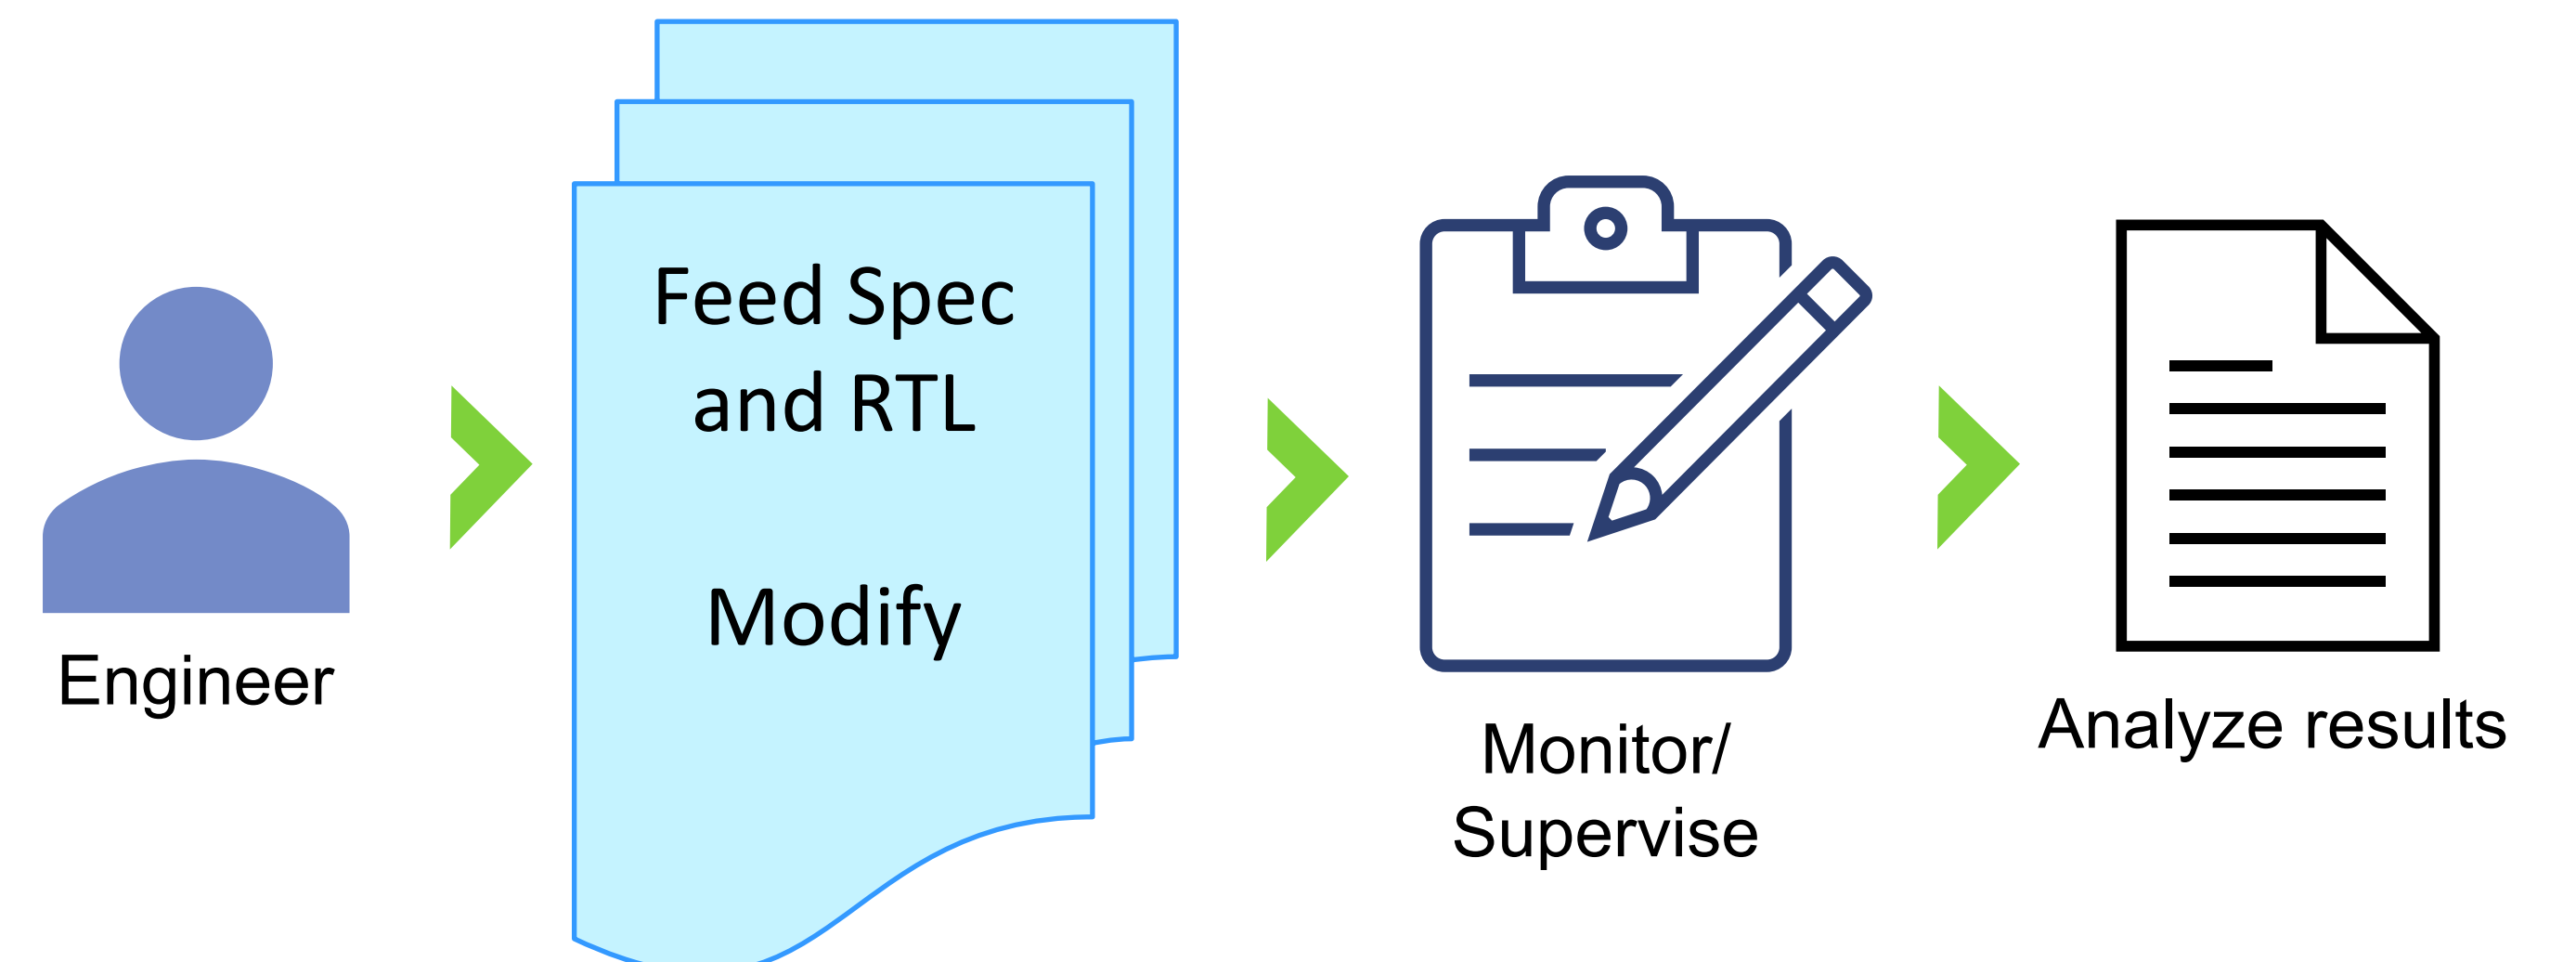 Engineer
Feed Spec
and RTL
Modify
Monitor/
Supervise
Analyze results